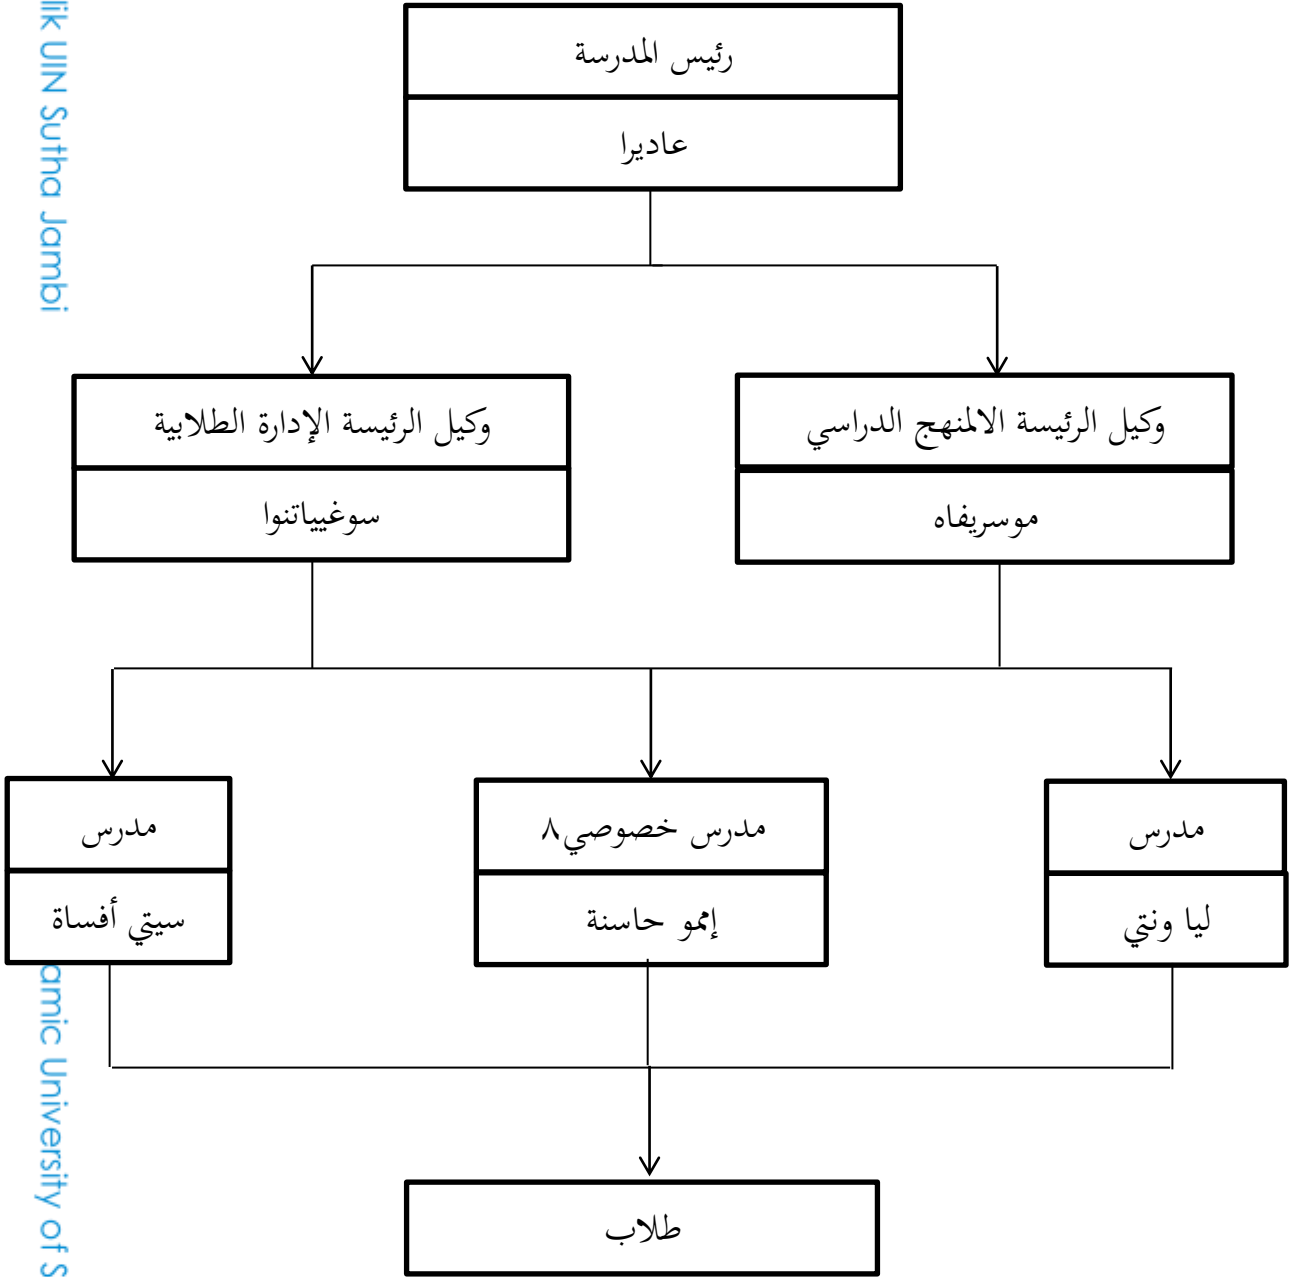 رئيس المدرسة
عاديرا
وكيل الرئيسة الالمنهج الدراسي
موسريفاه
وكيل الرئيسة الإدارة الطلابية
سوغيياتنوا
مدرس
ليا ونتي
مدرس خصوصي٨
إممو حاسنة
مدرس
سيتي أفساة
طلاب
lik UIN Sutha Jambi
amic University of S